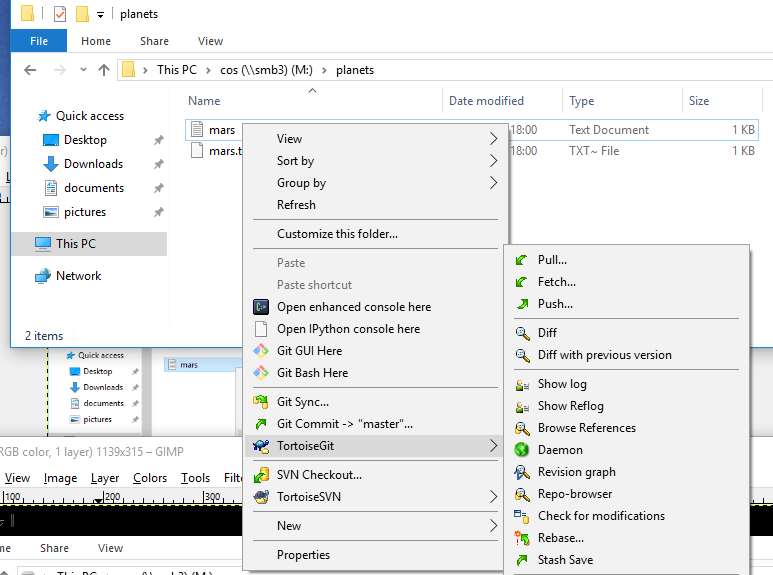 planets
File Home Share View
This PC > cos (\\smb3) (M:) > planets
Name Date modified Type Size
Quick access
Desktop
Downloads
documents
pictures
This PC
Network
mars 18:00 Text Document 1 KB
mars.t 18:00 TXT~ File 1 KB
2 items
View
Sort by
Group by
Refresh
Customize this folder...
Paste
Paste shortcut
Open enhanced console here
Open IPython console here
Git GUI Here
Git Bash Here
Git Sync...
Git Commit -> "master"...
TortoiseGit
SVN Checkout...
TortoiseSVN
New
Properties
Pull...
Fetch...
Push...
Diff
Diff with previous version
Show log
Show Reflog
Browse References
Daemon
Revision graph
Repo-browser
Check for modifications
Rebase...
Stash Save
Quick access
Desktop
Downloads
documents
pictures
mars
RGB color, 1 layer) 1139x315 – GIMP
View Image Layer Colors Tools Filt
100 200 300
me Share View